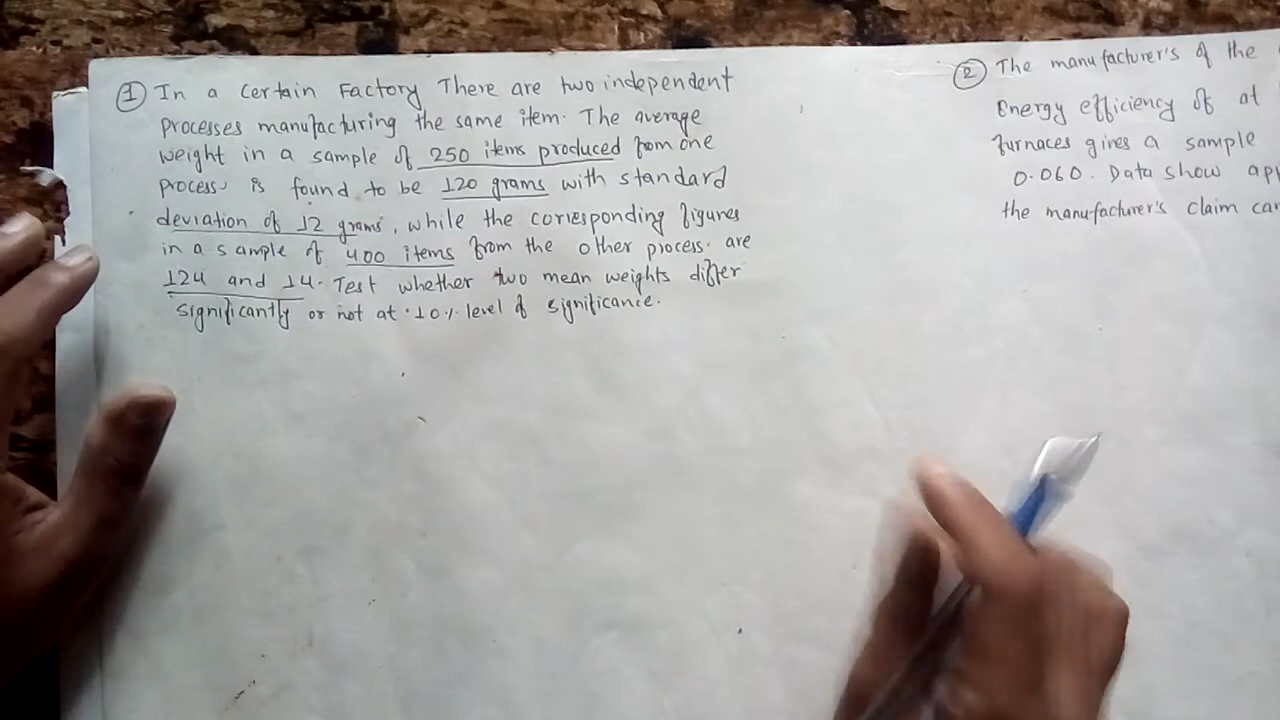 ① In a certain Factory There are two independent
processes manufacturing the same item. The average
weight in a sample of 250 items produced from one
process is found to be 120 grams with standard
deviation of 12 grams, while the corresponding figures
in a sample of 400 items from the other process are
124 and 14. Test whether two mean weights differ
significantly or not at 10% level of significance.
② The manufacturer's of the
Energy efficiency of at
furnaces gives a sample
0.060. Data show app
the manufacturer's claim can